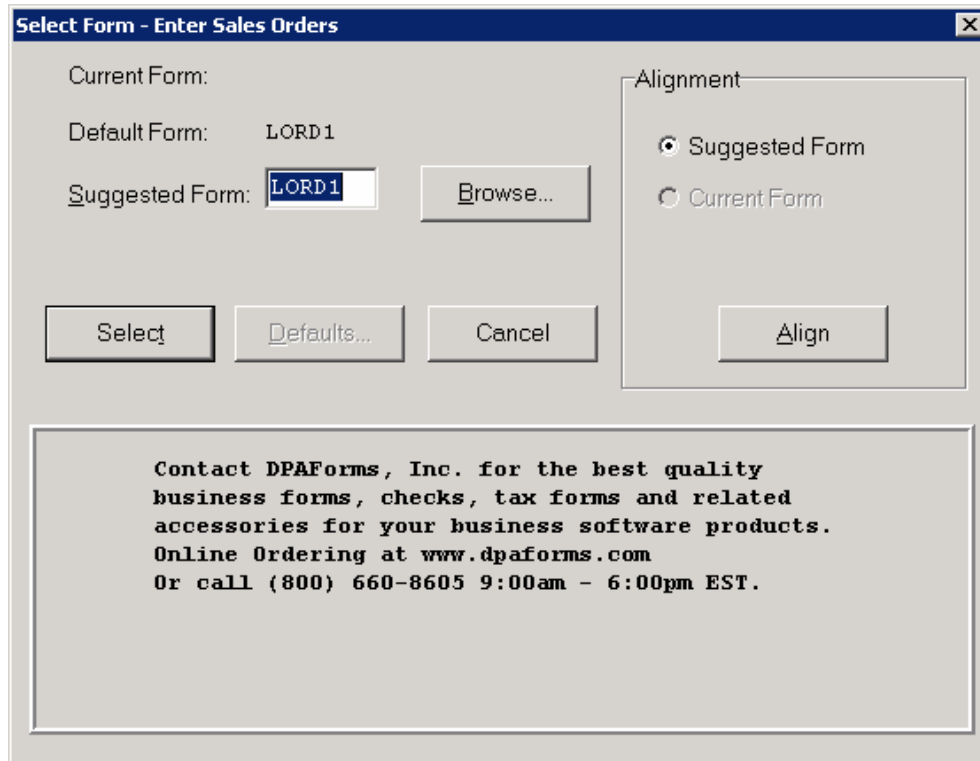 Select Form - Enter Sales Orders
Current Form:
Default Form: LORD1
Suggested Form: LORD1 Browse...
Alignment
Suggested Form
Current Form
Select Defaults... Cancel Align
Contact DPAForms, Inc. for the best quality
business forms, checks, tax forms and related
accessories for your business software products.
Online Ordering at www.dpaforms.com
Or call (800) 660-8605 9:00am - 6:00pm EST.